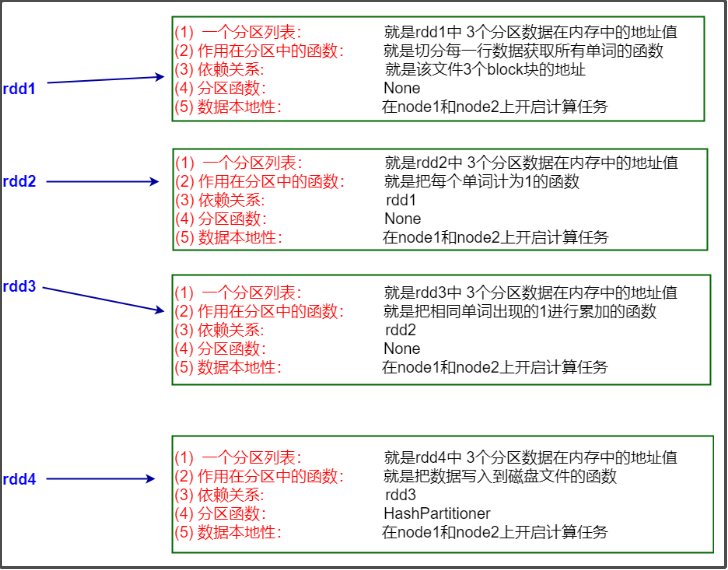 rdd1
(1) 一个分区列表: 就是rdd1中 3个分区数据在内存中的地址值
(2) 作用在分区中的函数: 就是切分每一行数据获取所有单词的函数
(3) 依赖关系: 就是该文件3个block块的地址
(4) 分区函数: None
(5) 数据本地性: 在node1和node2上开启计算任务
rdd2
(1) 一个分区列表: 就是rdd2中 3个分区数据在内存中的地址值
(2) 作用在分区中的函数: 就是把每个单词计为1的函数
(3) 依赖关系: rdd1
(4) 分区函数: None
(5) 数据本地性: 在node1和node2上开启计算任务
rdd3
(1) 一个分区列表: 就是rdd3中 3个分区数据在内存中的地址值
(2) 作用在分区中的函数: 就是把相同单词出现的1进行累加的函数
(3) 依赖关系: rdd2
(4) 分区函数: None
(5) 数据本地性: 在node1和node2上开启计算任务
rdd4
(1) 一个分区列表: 就是rdd4中 3个分区数据在内存中的地址值
(2) 作用在分区中的函数: 就是把数据写入到磁盘文件的函数
(3) 依赖关系: rdd3
(4) 分区函数: HashPartitioner
(5) 数据本地性: 在node1和node2上开启计算任务